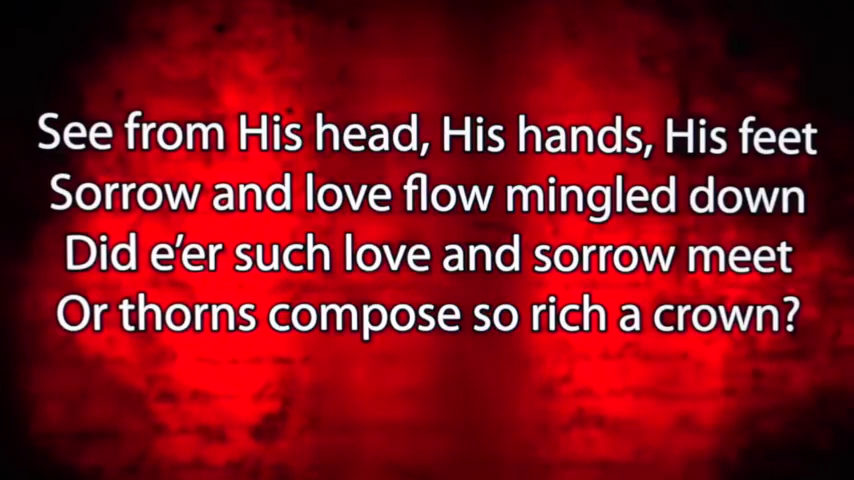 See from His head, His hands, His feet
Sorrow and love flow mingled down
Did e’er such love and sorrow meet
Or thorns compose so rich a crown?